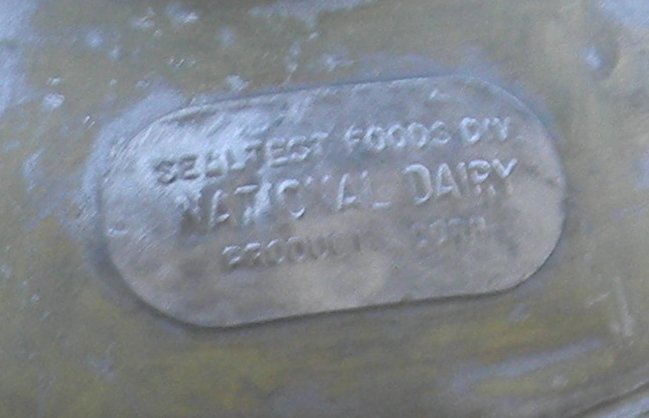 SEALTEST FOODS DIV.
NATIONAL DAIRY
PRODUCTS CORP.